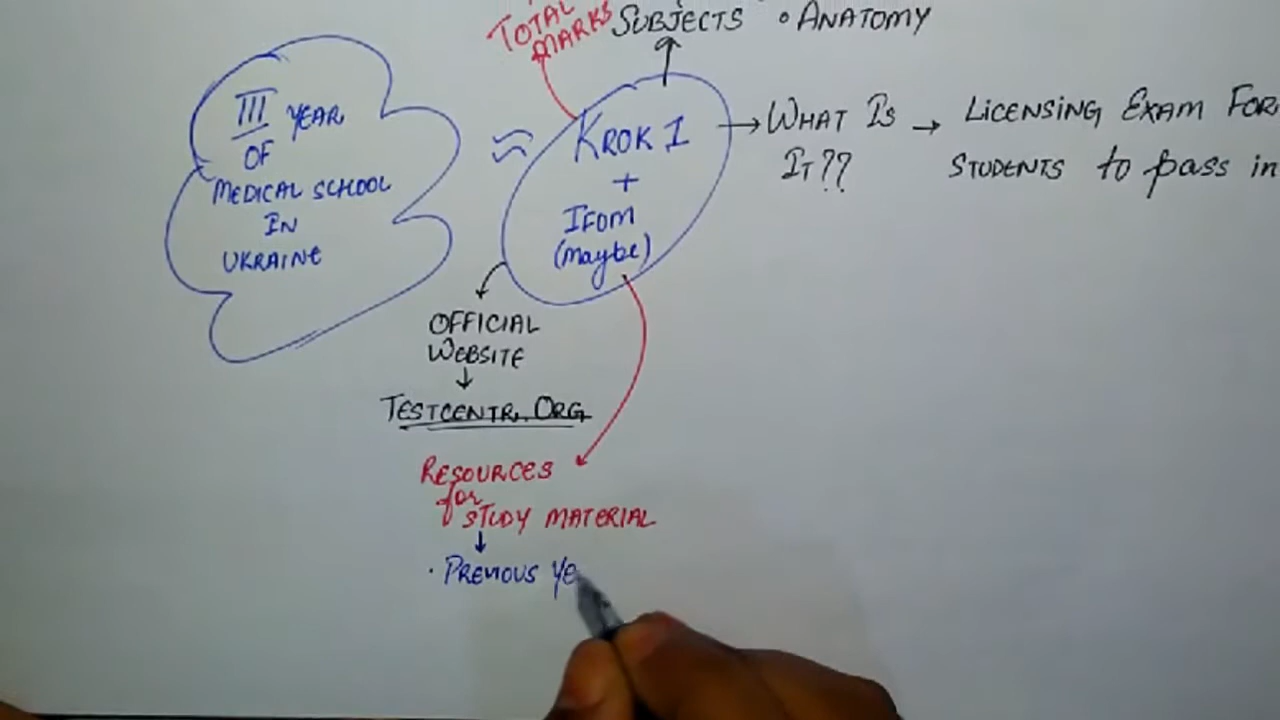 TOTAL
MARKS
SUBJECTS • ANATOMY
III YEAR
OF
MEDICAL SCHOOL
IN
UKRAINE
≈
KROK I
+
IFOM
(maybe)
WHAT IS
IT??
LICENSING EXAM FOR
STUDENTS to pass in
OFFICIAL
WEBSITE
TESTCENTR.ORG
RESOURCES
for
STUDY MATERIAL
• PREVIOUS YE